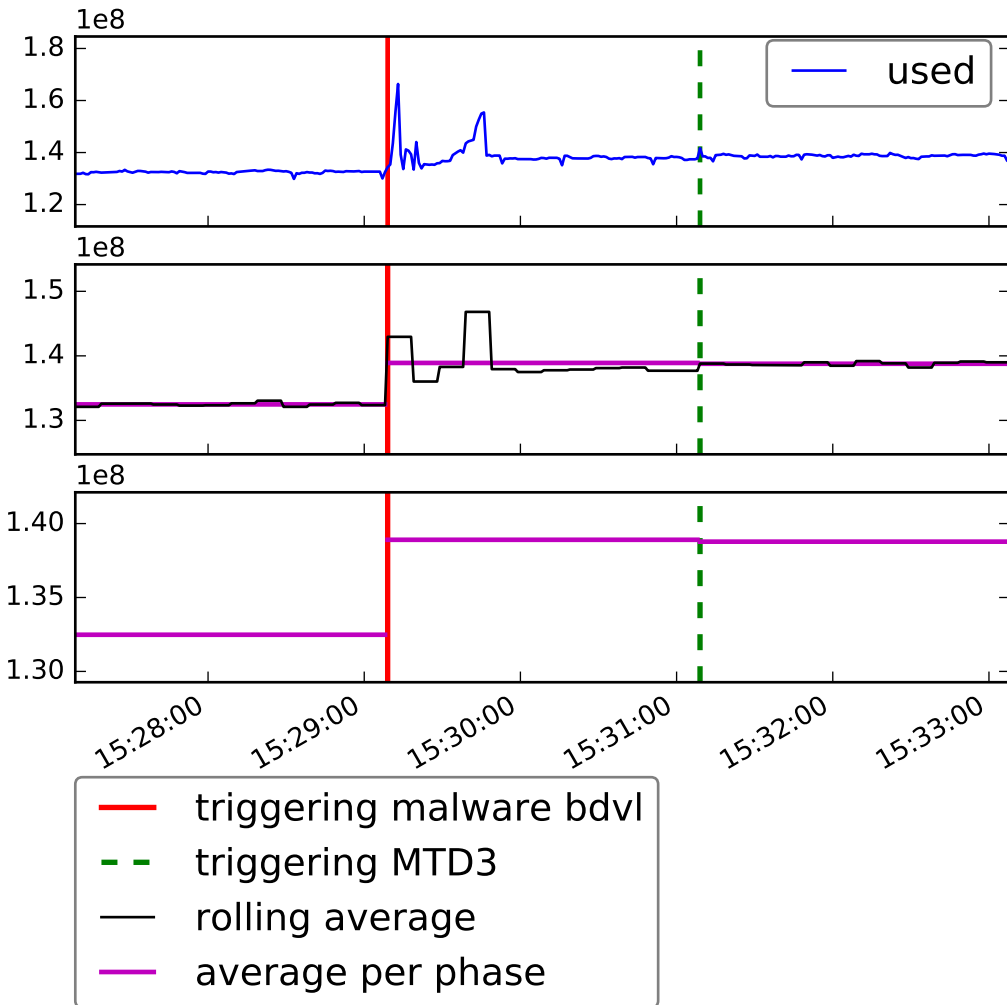 1e8
1.8
1.6
1.4
1.2
used
1e8
1.5
1.4
1.3
1e8
1.40
1.35
1.30
15:28:00
15:29:00
15:30:00
15:31:00
15:32:00
15:33:00
triggering malware bdvl
triggering MTD3
rolling average
average per phase